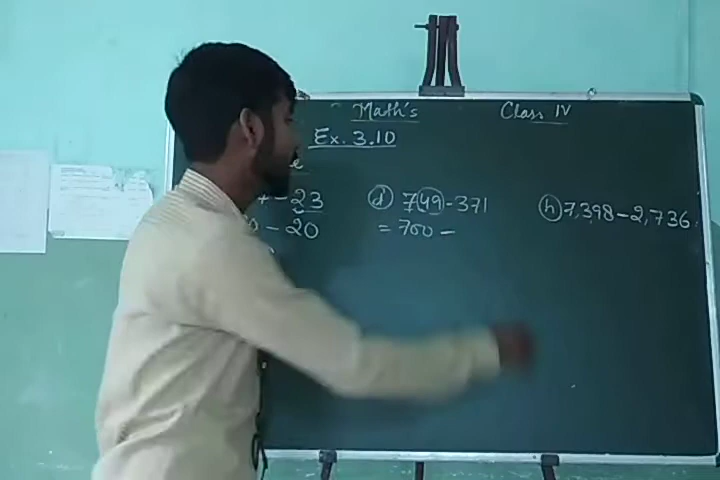 Math's Class IV
Ex. 3.10
e
- 23 (d) 749-371 (h) 7,398-2,736.
- 20 = 700 -